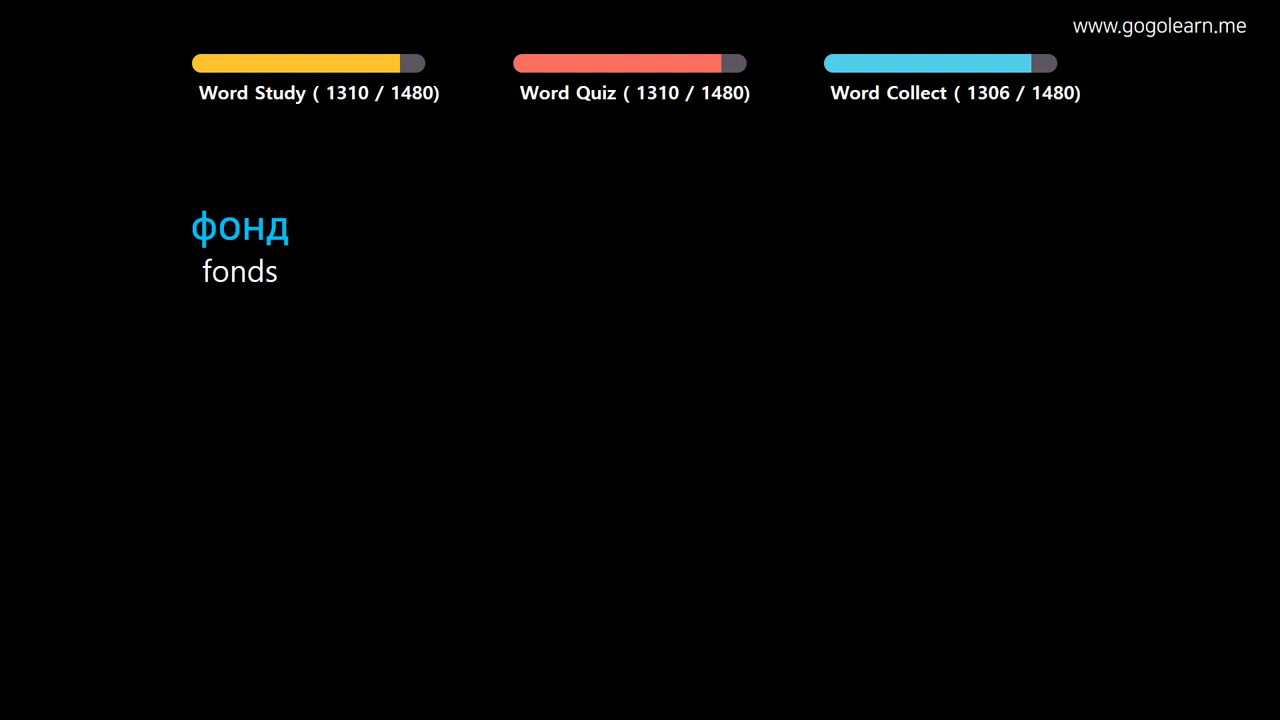 www.gogolearn.me
Word Study ( 1310 / 1480)
Word Quiz ( 1310 / 1480)
Word Collect ( 1306 / 1480)
фонд
fonds